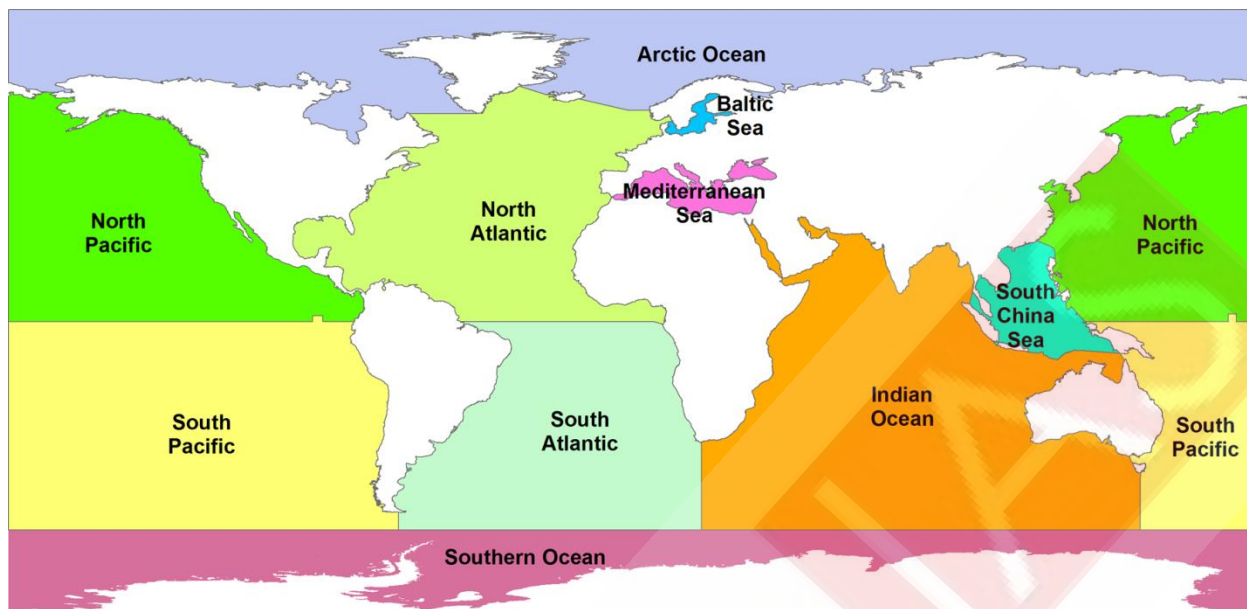 Arctic Ocean
Baltic
Sea
Mediterranean
Sea
North
Pacific
North
Atlantic
North
Pacific
South
China
Sea
South
Pacific
South
Atlantic
Indian
Ocean
South
Pacific
Southern Ocean